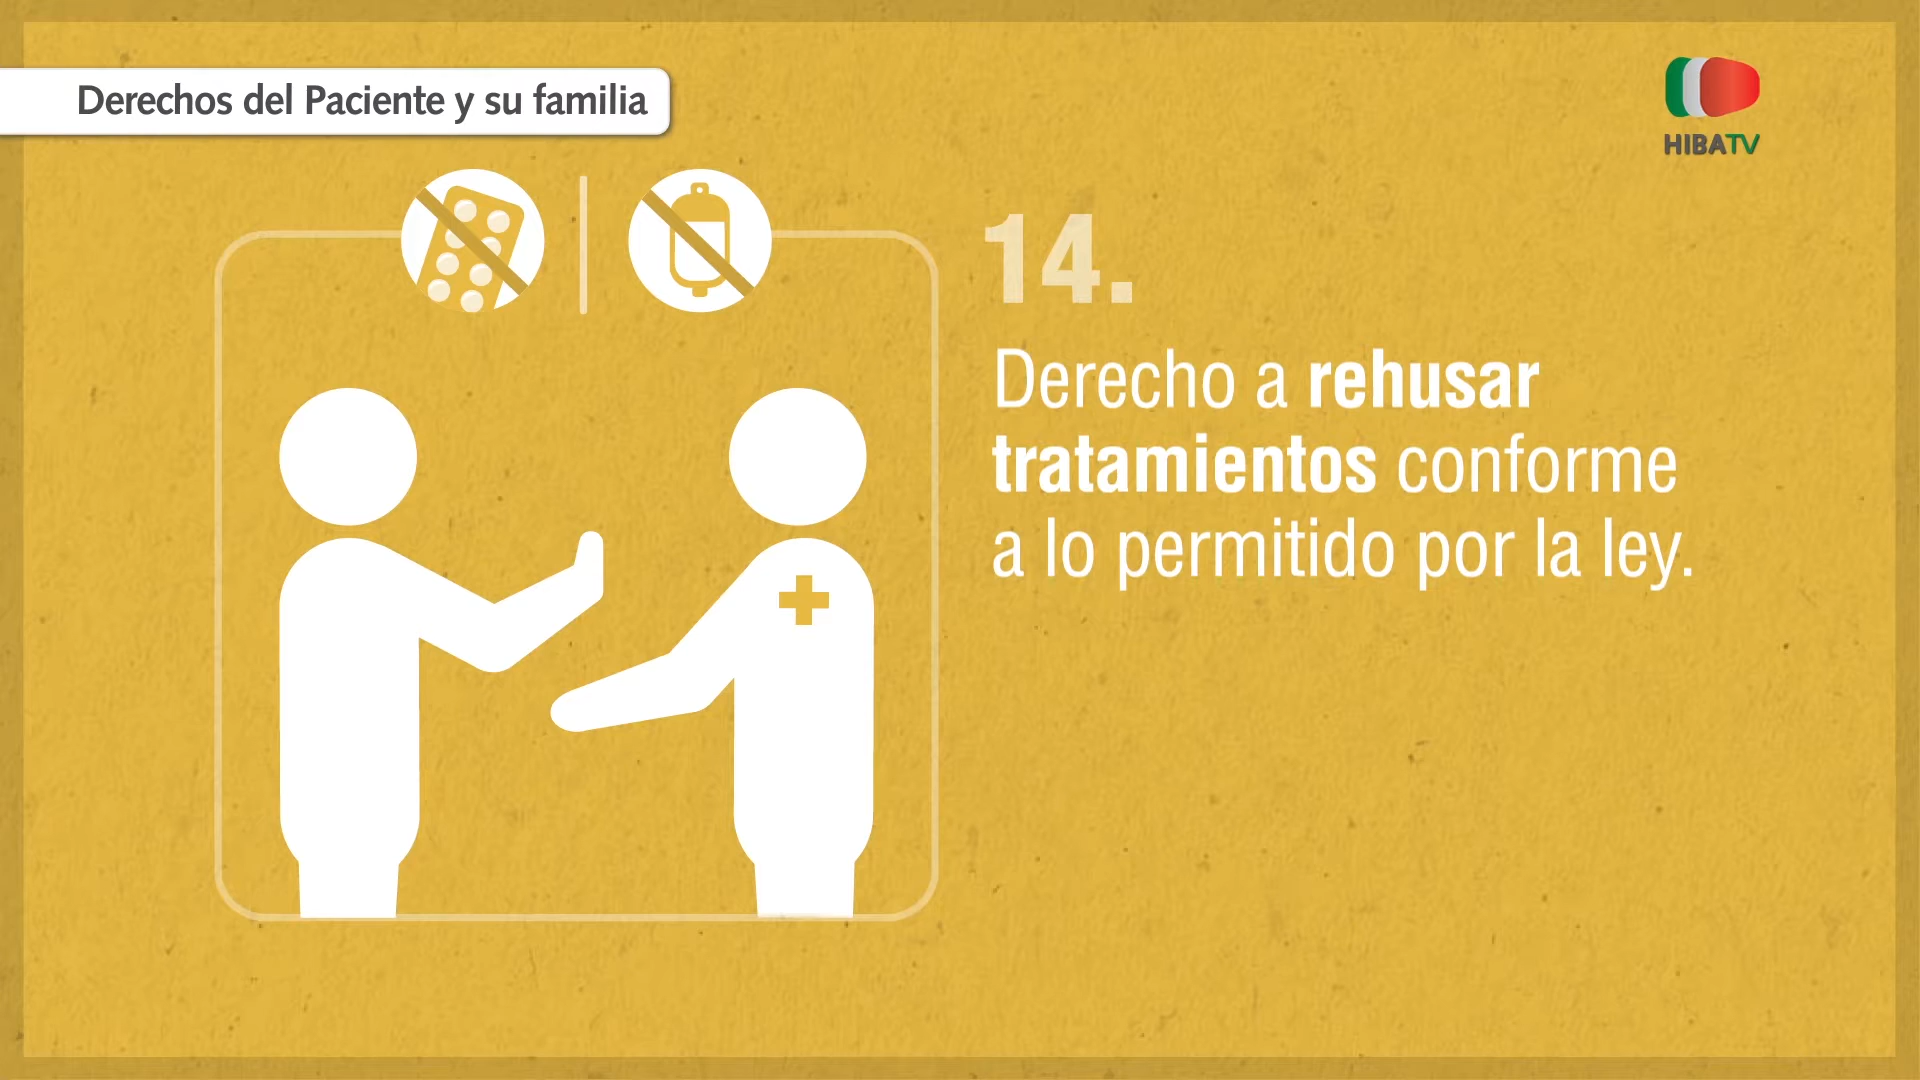 Derechos del Paciente y su familia
HIBATV
14.
Derecho a rehusar
tratamientos conforme
a lo permitido por la ley.